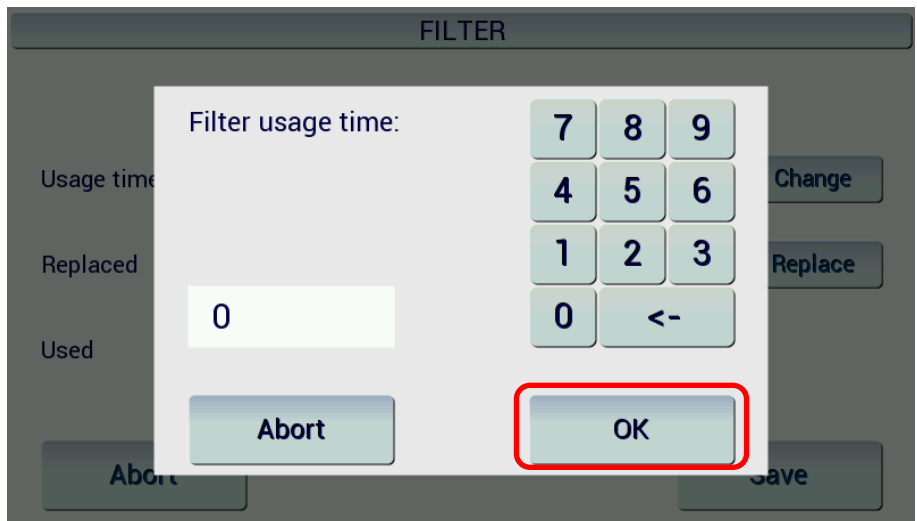 FILTER
Filter usage time:
7 8 9
Usage time
4 5 6
Change
Replaced
1 2 3
Replace
0
0 <-
Used
Abort
OK
Abort
Save